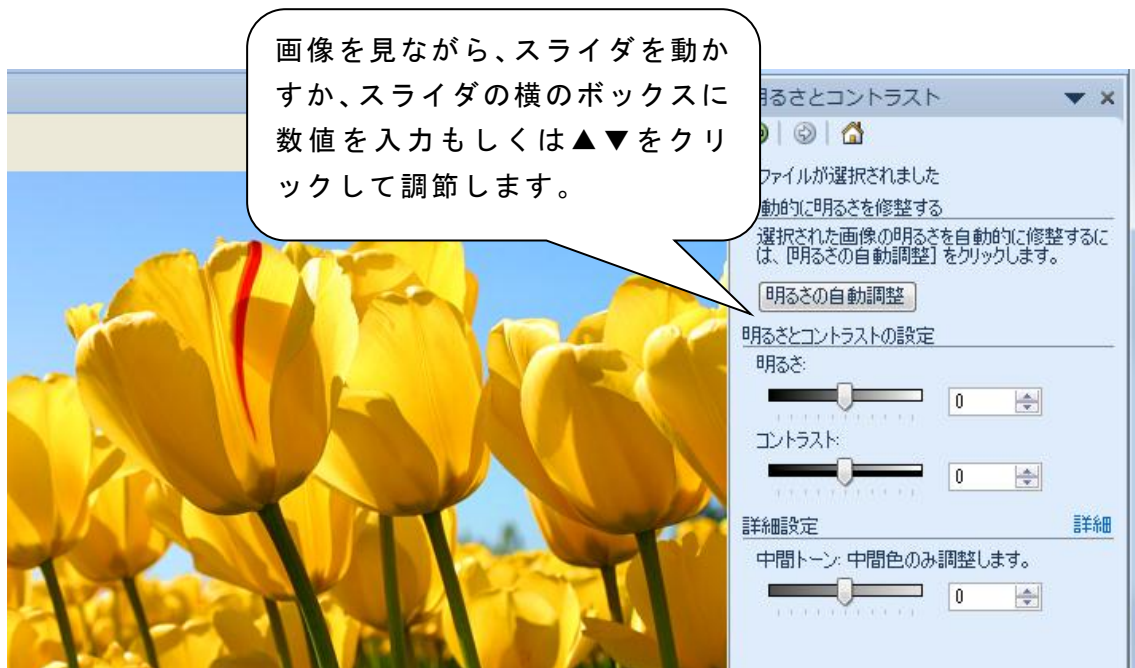 画像を見ながら、スライダを動か
すか、スライダの横のボックスに
数値を入力もしくは▲▼をクリ
ックして調節します。
明るさとコントラスト
ファイルが選択されました
動的に明るさを修整する
選択された画像の明るさを自動的に修整するに
は、[明るさの自動調整] をクリックします。
明るさの自動調整
明るさとコントラストの設定
明るさ:
0
コントラスト:
0
詳細設定 詳細
中間トーン: 中間色のみ調整します。
0